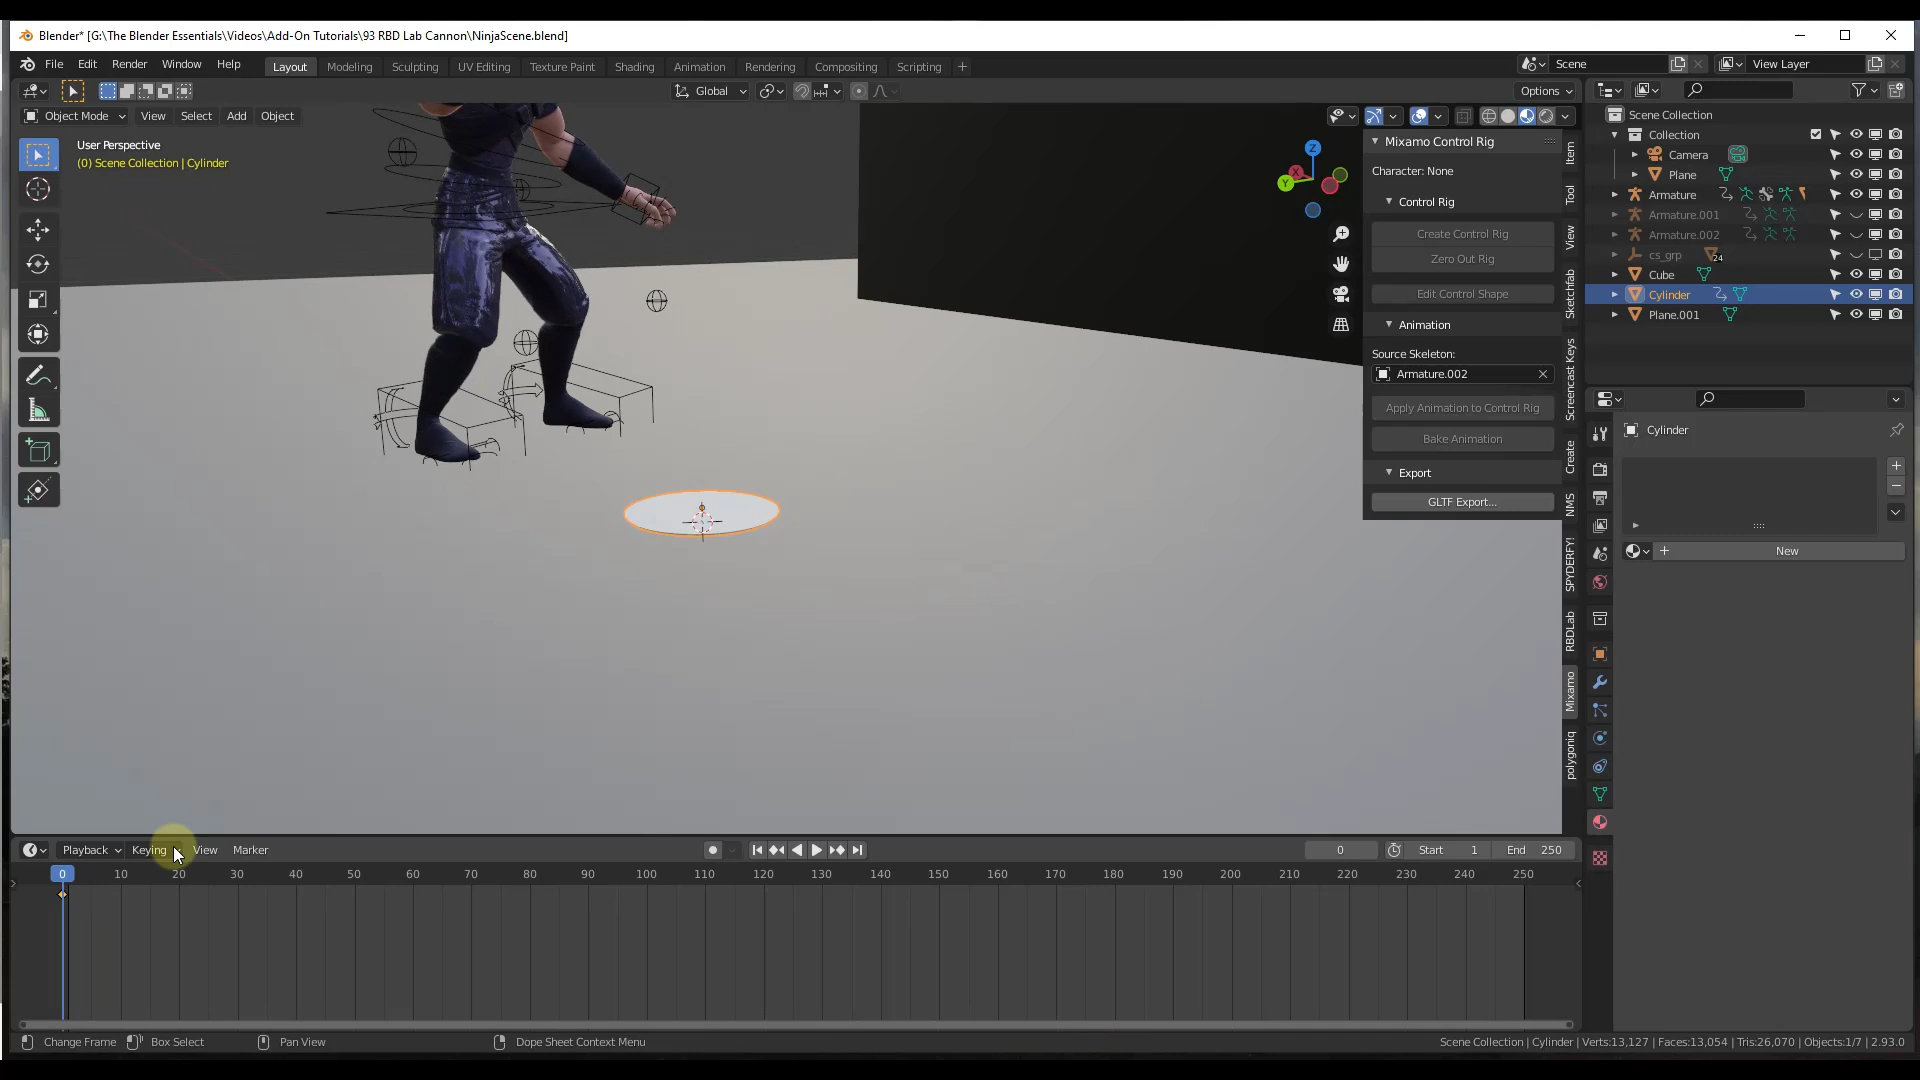 Blender* [G:\The Blender Essentials\Videos\Add-On Tutorials\93 RBD Lab Cannon\NinjaScene.blend]
File Edit Render Window Help Layout Modeling Sculpting UV Editing Texture Paint Shading Animation Rendering Compositing Scripting Scene View Layer
Global Options
Object Mode View Select Add Object
User Perspective
(0) Scene Collection | Cylinder
Z
X
Y
Mixamo Control Rig
Character: None
Control Rig
Create Control Rig
Zero Out Rig
Edit Control Shape
Animation
Source Skeleton:
Armature.002
Apply Animation to Control Rig
Bake Animation
Export
GLTF Export...
Item
Tool
View
Sketchfab
Screencast Keys
Create
NMS
SPYDERFY!
RBDLab
Mixamo
polygoniq
Scene Collection
Collection
Camera
Plane
Armature
Armature.001
Armature.002
cs_grp 24
Cube
Cylinder
Plane.001
Cylinder
New
Playback Keying View Marker 0 Start 1 End 250
0 10 20 30 40 50 60 70 80 90 100 110 120 130 140 150 160 170 180 190 200 210 220 230 240 250
Change Frame Box Select Pan View Dope Sheet Context Menu Scene Collection | Cylinder | Verts:13,127 | Faces:13,054 | Tris:26,070 | Objects:1/7 | 2.93.0